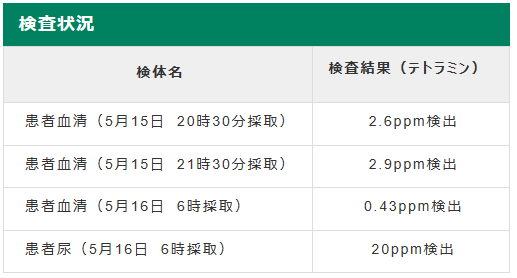 検査状況
検体名 検査結果（テトラミン）
患者血清（5月15日 20時30分採取） 2.6ppm検出
患者血清（5月15日 21時30分採取） 2.9ppm検出
患者血清（5月16日 6時採取） 0.43ppm検出
患者尿（5月16日 6時採取） 20ppm検出